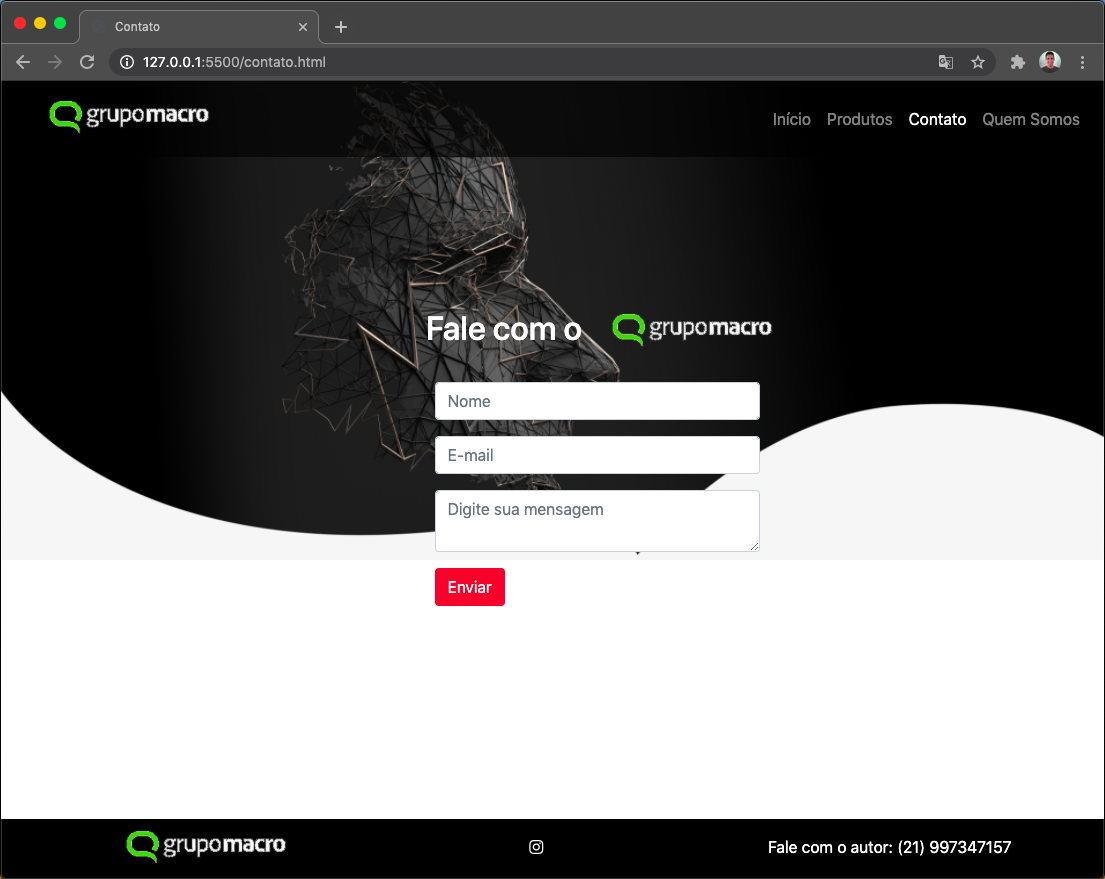 Contato
127.0.0.1:5500/contato.html
grupomacro
Início Produtos Contato Quem Somos
Fale com o grupomacro
Nome
E-mail
Digite sua mensagem
Enviar
grupomacro
Fale com o autor: (21) 997347157